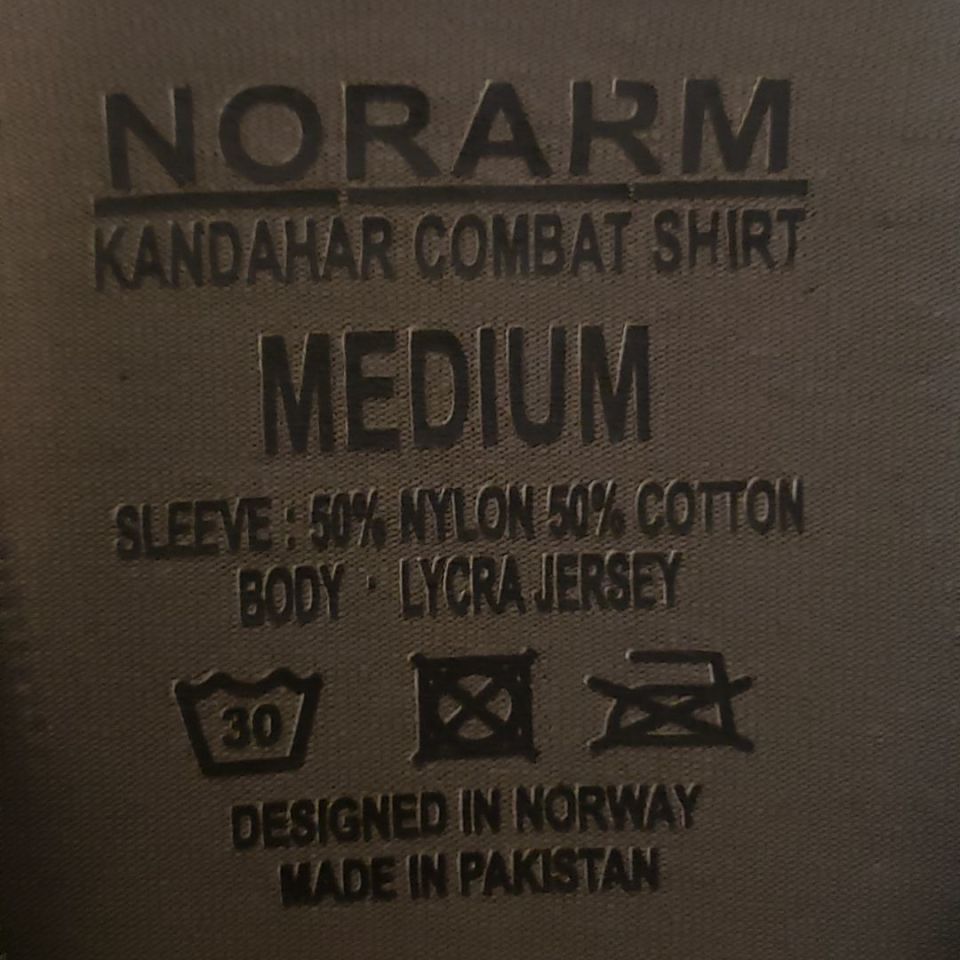 NORARM
KANDAHAR COMBAT SHIRT
MEDIUM
SLEEVE : 50% NYLON 50% COTTON
BODY : LYCRA JERSEY
30
DESIGNED IN NORWAY
MADE IN PAKISTAN